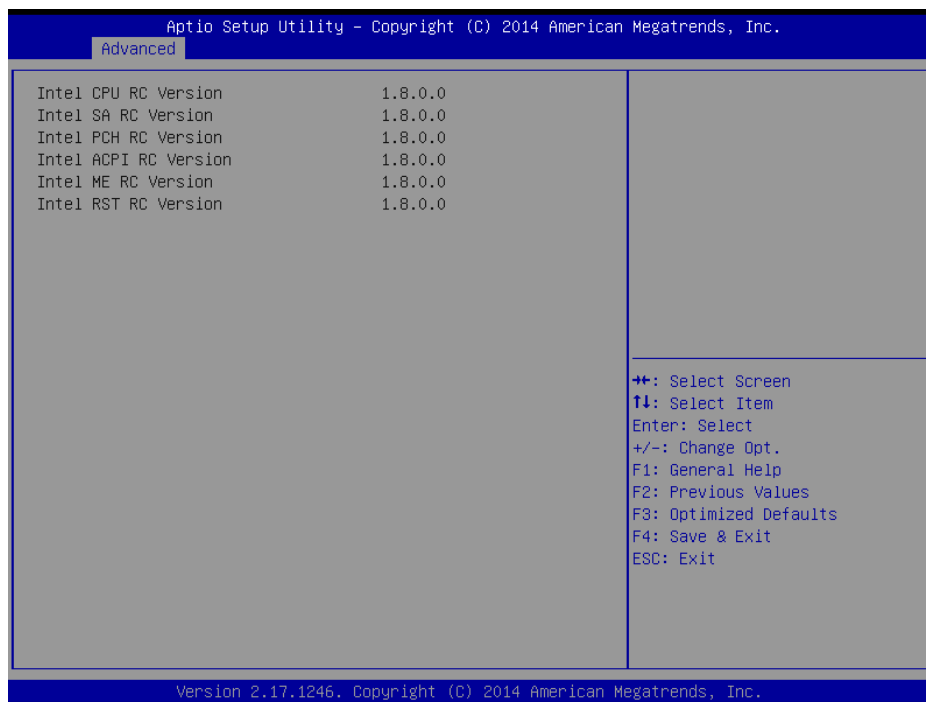 Aptio Setup Utility – Copyright (C) 2014 American Megatrends, Inc.
Advanced
Intel CPU RC Version 1.8.0.0
Intel SA RC Version 1.8.0.0
Intel PCH RC Version 1.8.0.0
Intel ACPI RC Version 1.8.0.0
Intel ME RC Version 1.8.0.0
Intel RST RC Version 1.8.0.0
→←: Select Screen
↑↓: Select Item
Enter: Select
+/-: Change Opt.
F1: General Help
F2: Previous Values
F3: Optimized Defaults
F4: Save & Exit
ESC: Exit
Version 2.17.1246. Copyright (C) 2014 American Megatrends, Inc.